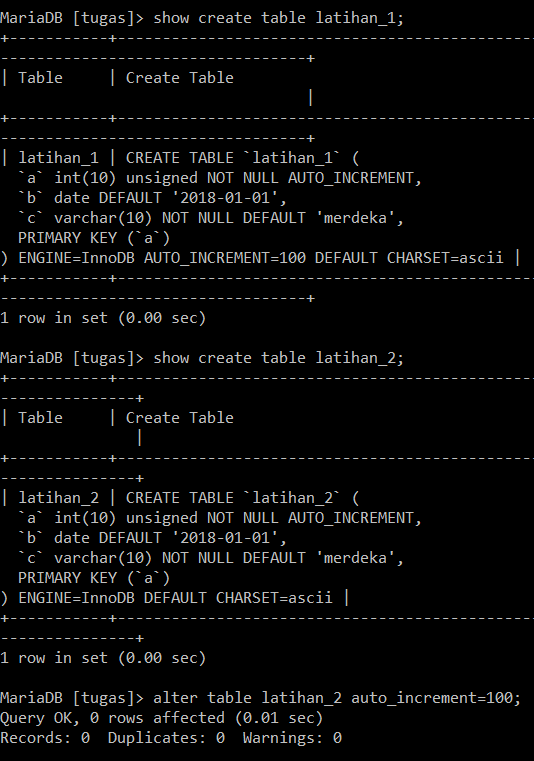 MariaDB [tugas]> show create table latihan_1;
+-----------+----------------------------------------------
----------------------------------+
| Table     | Create Table
                                  |
+-----------+----------------------------------------------
----------------------------------+
| latihan_1 | CREATE TABLE `latihan_1` (
  `a` int(10) unsigned NOT NULL AUTO_INCREMENT,
  `b` date DEFAULT '2018-01-01',
  `c` varchar(10) NOT NULL DEFAULT 'merdeka',
  PRIMARY KEY (`a`)
) ENGINE=InnoDB AUTO_INCREMENT=100 DEFAULT CHARSET=ascii |
+-----------+----------------------------------------------
----------------------------------+
1 row in set (0.00 sec)

MariaDB [tugas]> show create table latihan_2;
+-----------+----------------------------------------------
---------------+
| Table     | Create Table
               |
+-----------+----------------------------------------------
---------------+
| latihan_2 | CREATE TABLE `latihan_2` (
  `a` int(10) unsigned NOT NULL AUTO_INCREMENT,
  `b` date DEFAULT '2018-01-01',
  `c` varchar(10) NOT NULL DEFAULT 'merdeka',
  PRIMARY KEY (`a`)
) ENGINE=InnoDB DEFAULT CHARSET=ascii |
+-----------+----------------------------------------------
---------------+
1 row in set (0.00 sec)

MariaDB [tugas]> alter table latihan_2 auto_increment=100;
Query OK, 0 rows affected (0.01 sec)
Records: 0  Duplicates: 0  Warnings: 0